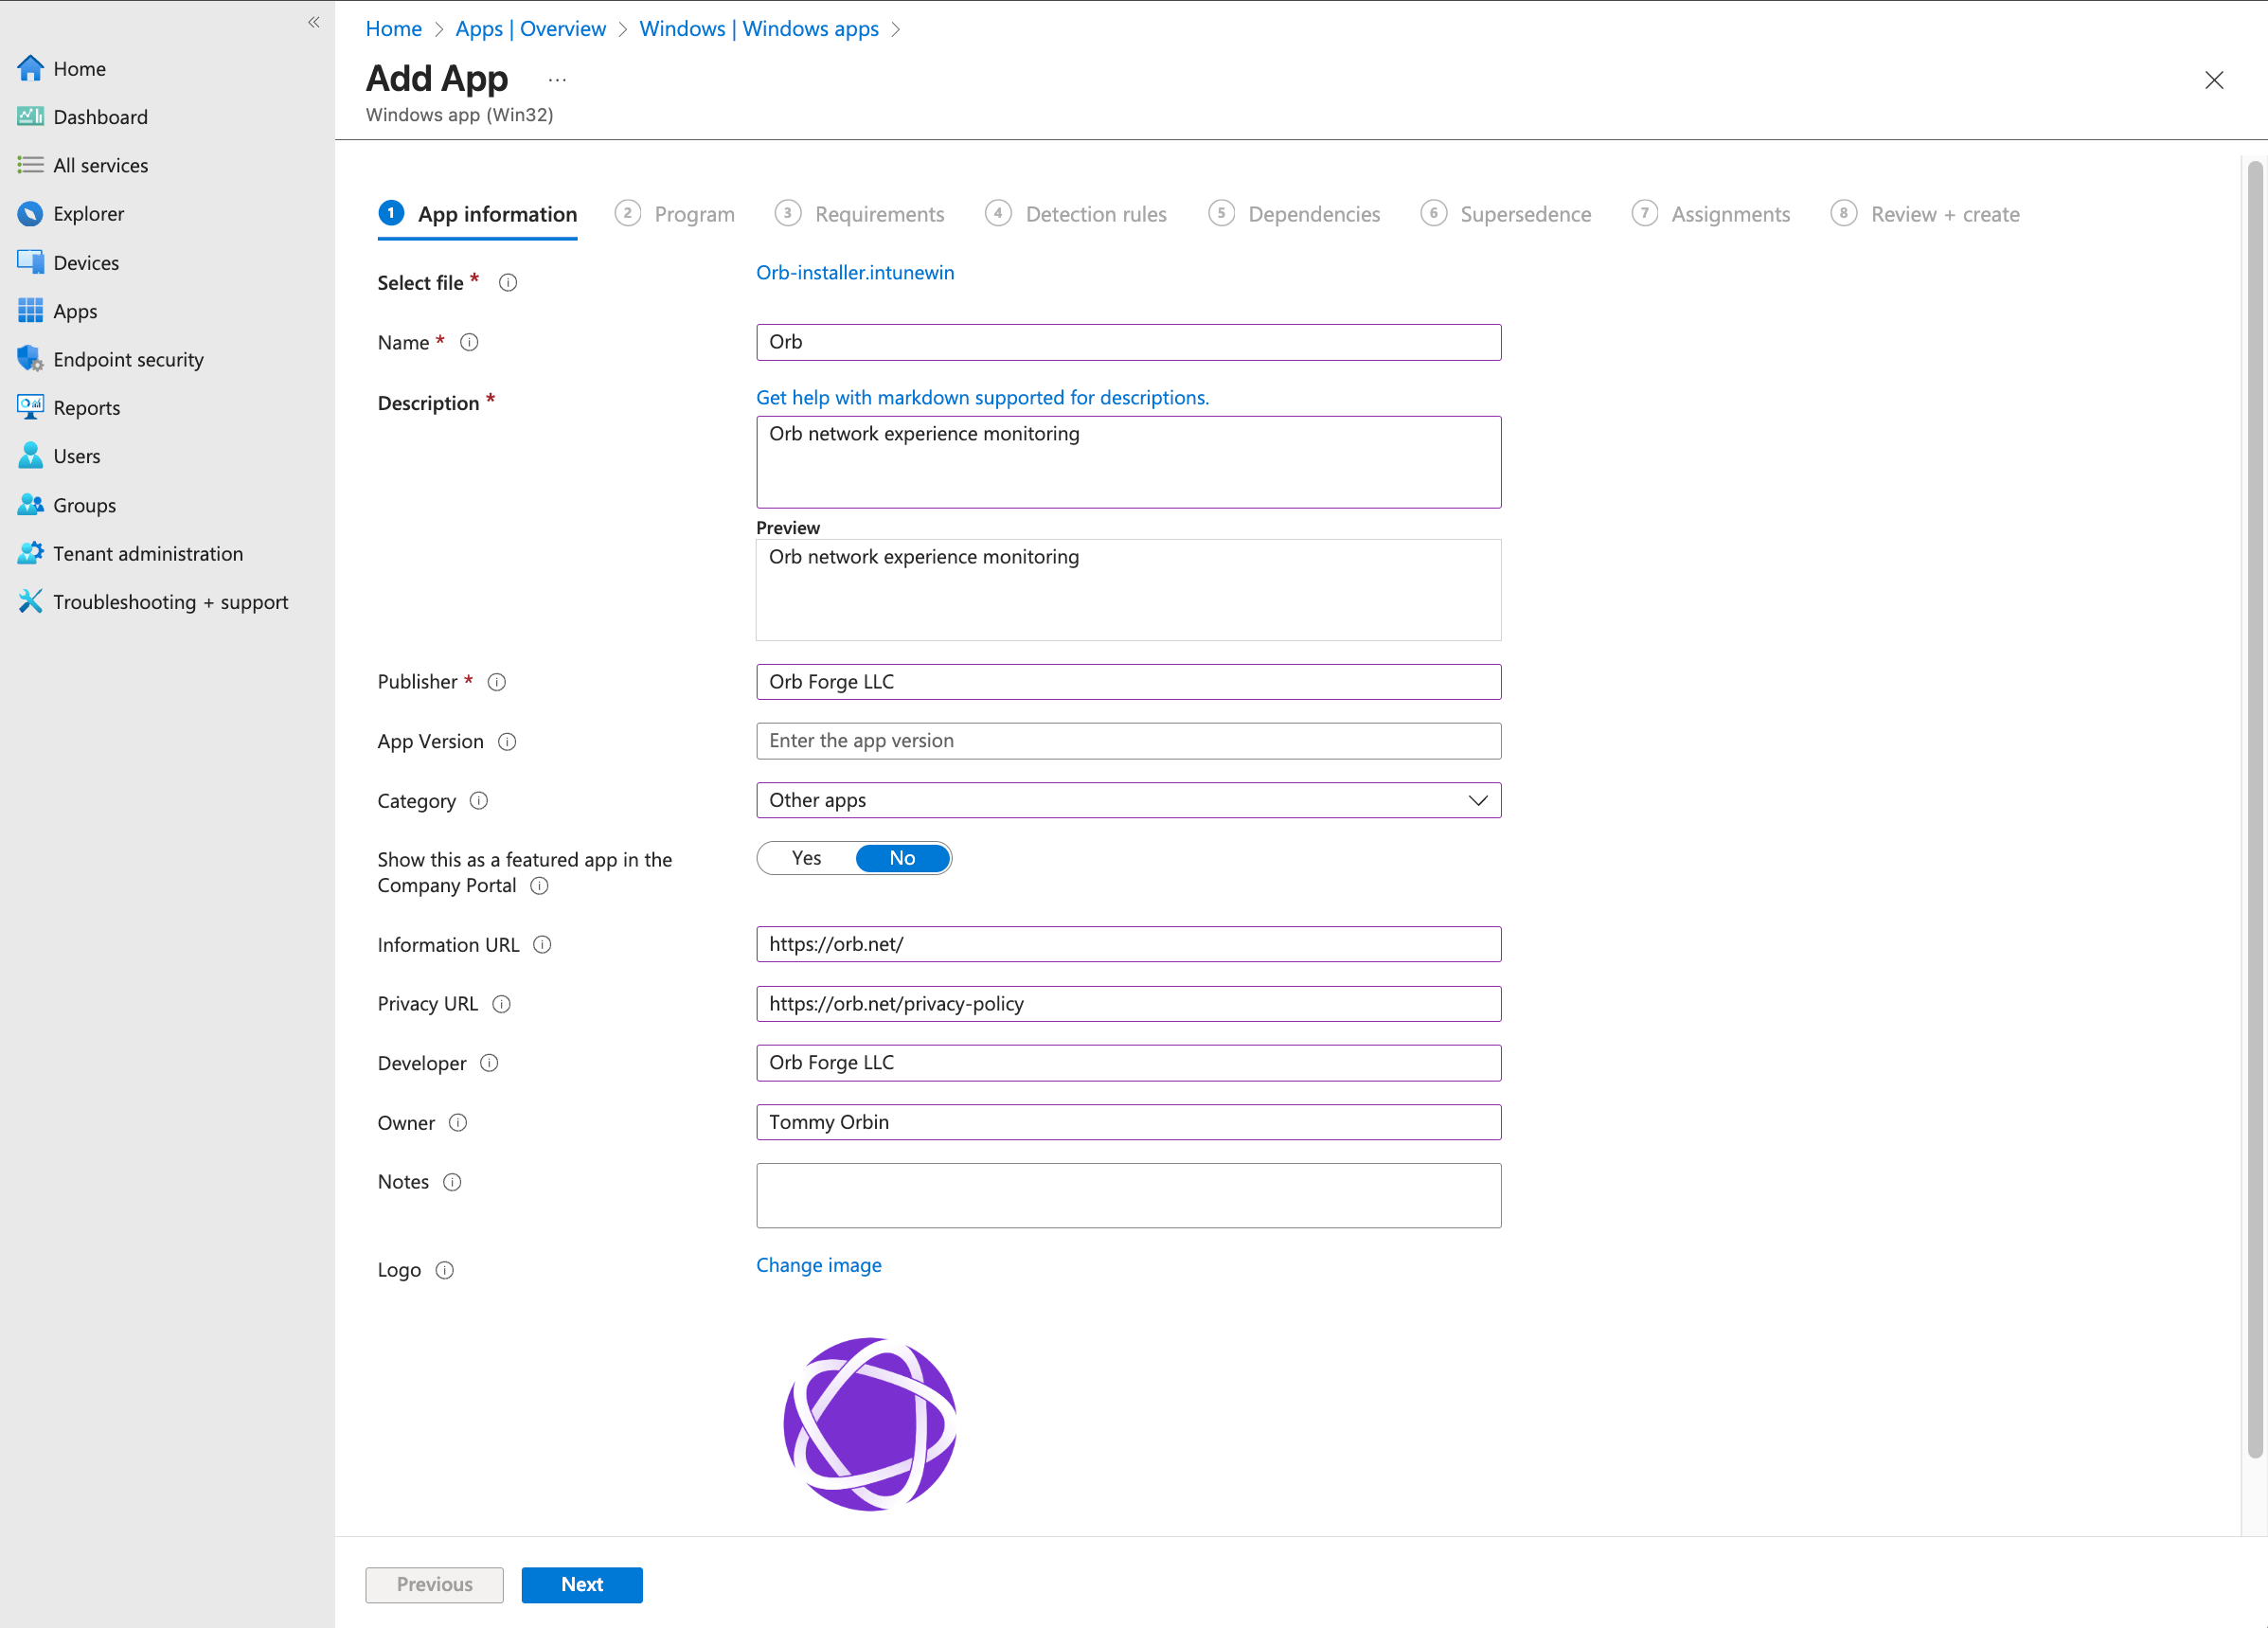 Home
Dashboard
All services
Explorer
Devices
Apps
Endpoint security
Reports
Users
Groups
Tenant administration
Troubleshooting + support
Home > Apps | Overview > Windows | Windows apps >
Add App ...
Windows app (Win32)
1 App information 2 Program 3 Requirements 4 Detection rules 5 Dependencies 6 Supersedence 7 Assignments 8 Review + create
Select file * Orb-installer.intunewin
Name * Orb
Description * Get help with markdown supported for descriptions.
Orb network experience monitoring
Preview
Orb network experience monitoring
Publisher * Orb Forge LLC
App Version Enter the app version
Category Other apps
Show this as a featured app in the
Company Portal
Yes No
Information URL https://orb.net/
Privacy URL https://orb.net/privacy-policy
Developer Orb Forge LLC
Owner Tommy Orbin
Notes
Logo Change image
Previous Next